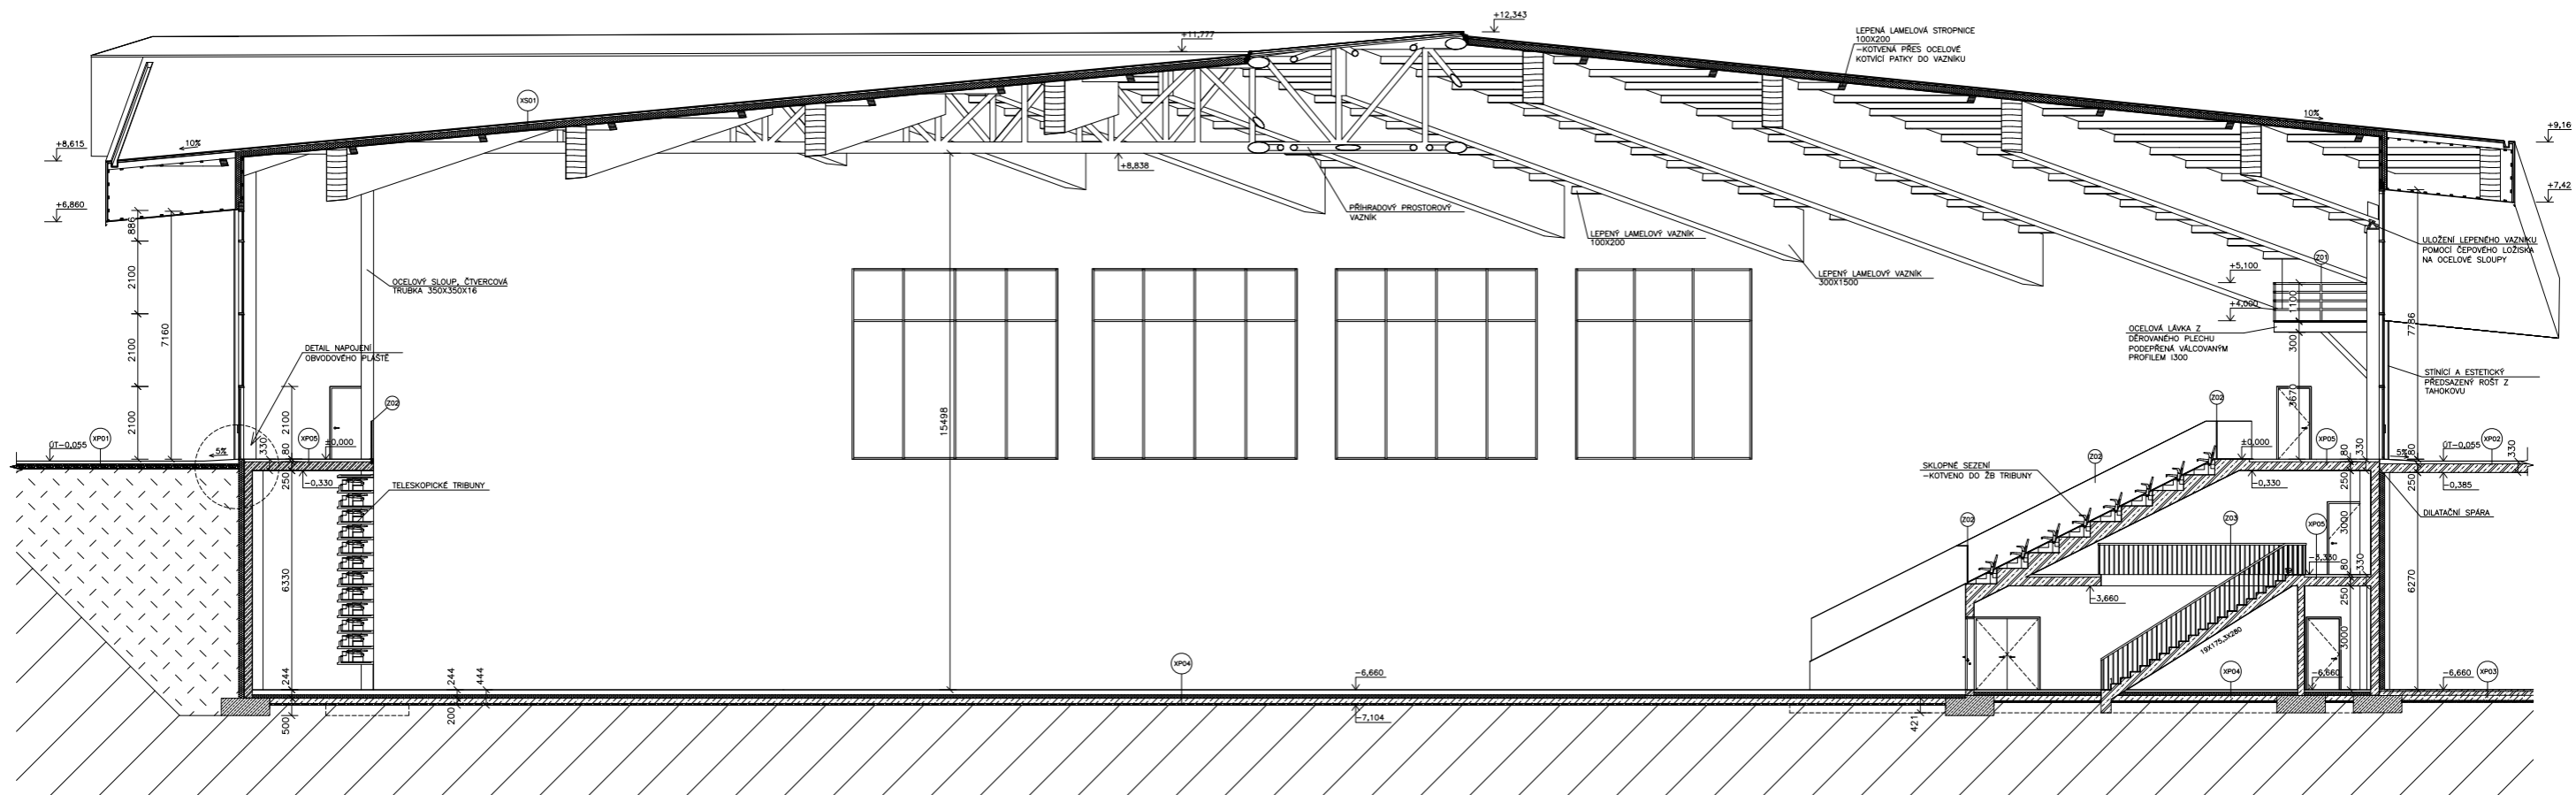 +12,343
+11,777
LEPENÁ LAMELOVÁ STROPNICE
100X200
-KOTVENÁ PŘES OCELOVÉ
KOTVÍCÍ PATKY DO VAZNÍKU
XS01
10%
10%
+8,615
+9,16
+8,838
+6,860
+7,42
PŘÍHRADOVÝ PROSTOROVÝ
VAZNÍK
LEPENÝ LAMELOVÝ VAZNÍK
100X200
ULOŽENÍ LEPENÉHO VAZNÍKU
POMOCÍ ČEPOVÉHO LOŽISKA
NA OCELOVÉ SLOUPY
Z01
+5,100
LEPENÝ LAMELOVÝ VAZNÍK
300X1500
OCELOVÝ SLOUP, ČTVERCOVÁ
TRUBKA 350X350X16
+4,000
OCELOVÁ LÁVKA Z
DĚROVANÉHO PLECHU
PODEPŘENÁ VÁLCOVANÝM
PROFILEM I300
DETAIL NAPOJENÍ
OBVODOVÉHO PLÁŠTĚ
STÍNÍCÍ A ESTETICKÝ
PŘEDSAZENÝ ROŠT Z
TAHOKOVU
886
2100
2100
2100
7160
2100
80
330
250
6330
244
500
15498
244
444
200
1100
300
3670
7786
Z02
Z02
Z02
Z02
ÚT-0,055
XP01
5%
XP05
±0,000
-0,330
TELESKOPICKÉ TRIBUNY
SKLOPNÉ SEZENÍ
-KOTVENO DO ŽB TRIBUNY
±0,000
XP05
330
80
250
-0,330
5%
80
250
ÚT-0,055
XP02
330
-0,385
DILATAČNÍ SPÁRA
Z03
XP05
3000
-3,330
80
330
250
-3,660
6270
19X175,3X280
3000
XP04
-6,660
-7,104
XP04
-6,660
-6,660
XP03
421